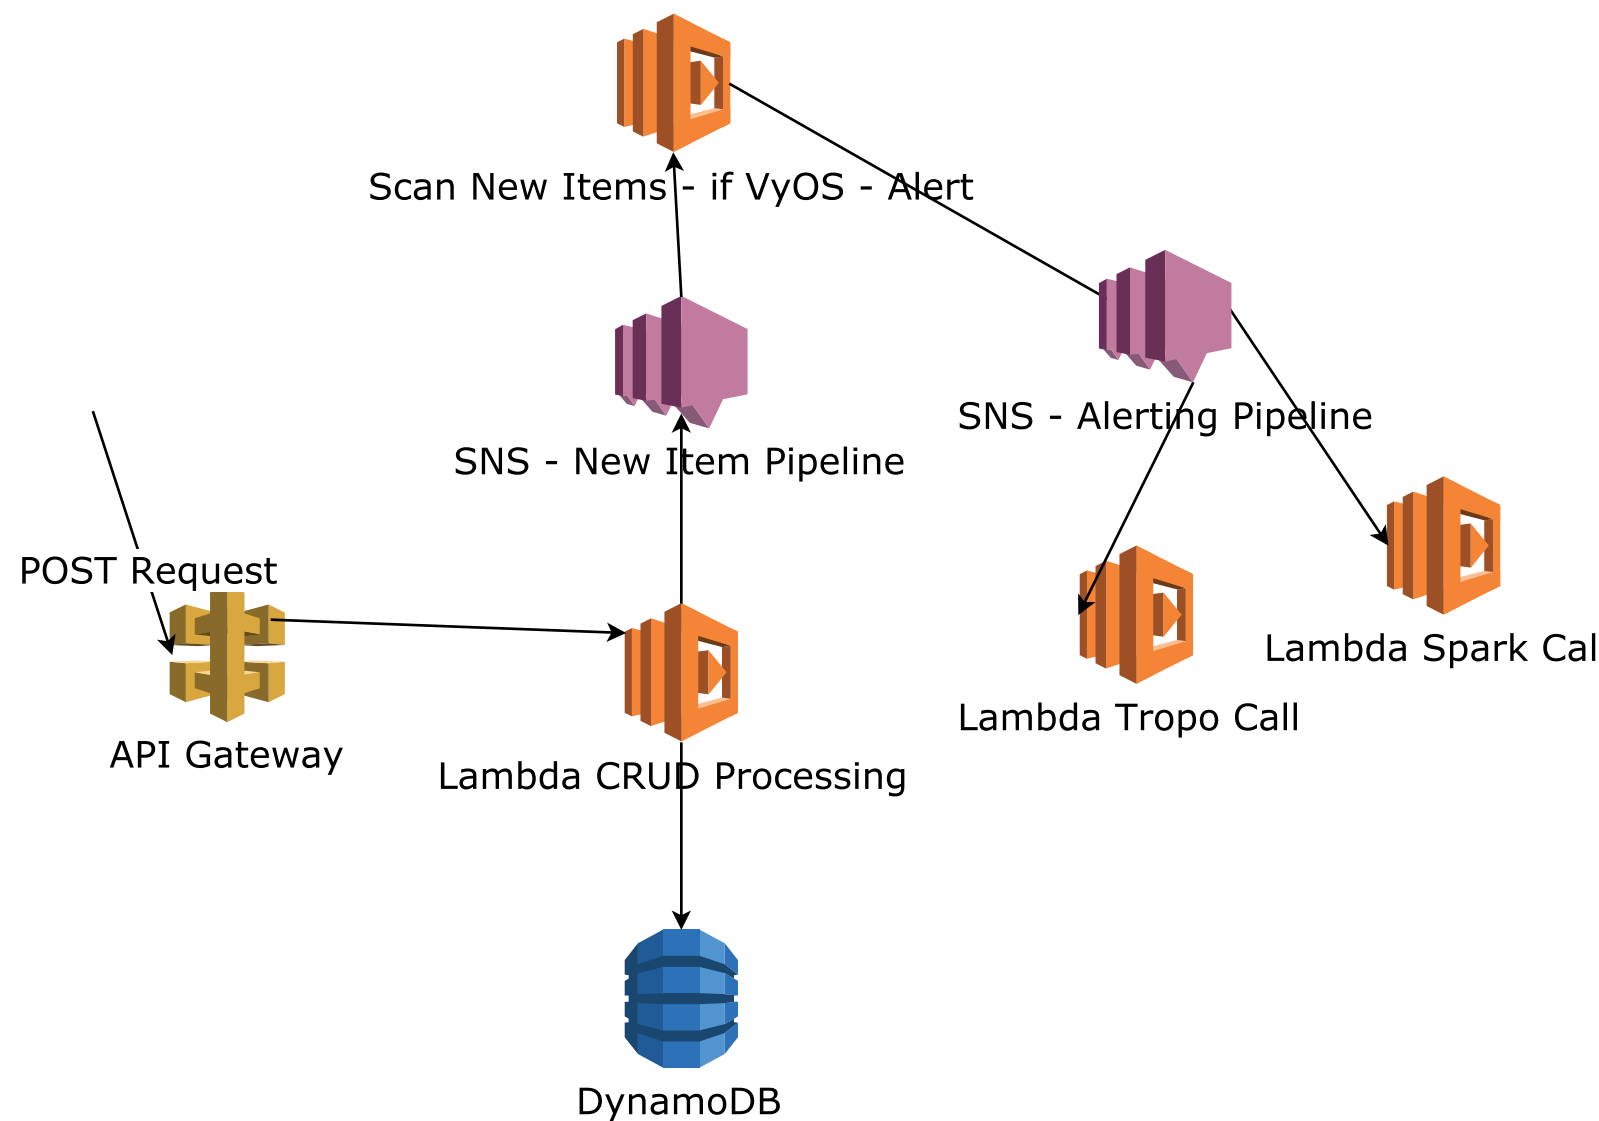 Scan New Items - if VyOS - Alert
SNS - Alerting Pipeline
SNS - New Item Pipeline
POST Request
Lambda Spark Cal
Lambda Tropo Call
API Gateway
Lambda CRUD Processing
DynamoDB